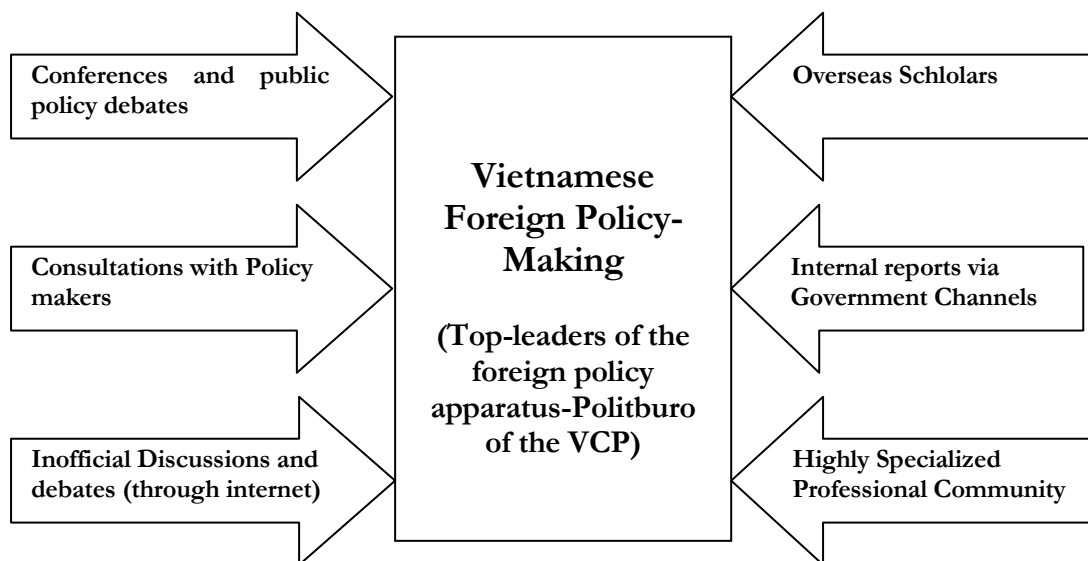 Conferences and public
policy debates
Consultations with Policy
makers
Inofficial Discussions and
debates (through internet)
Vietnamese
Foreign Policy-
Making
(Top-leaders of the
foreign policy
apparatus-Politburo
of the VCP)
Overseas Schlolars
Internal reports via
Government Channels
Highly Specialized
Professional Community